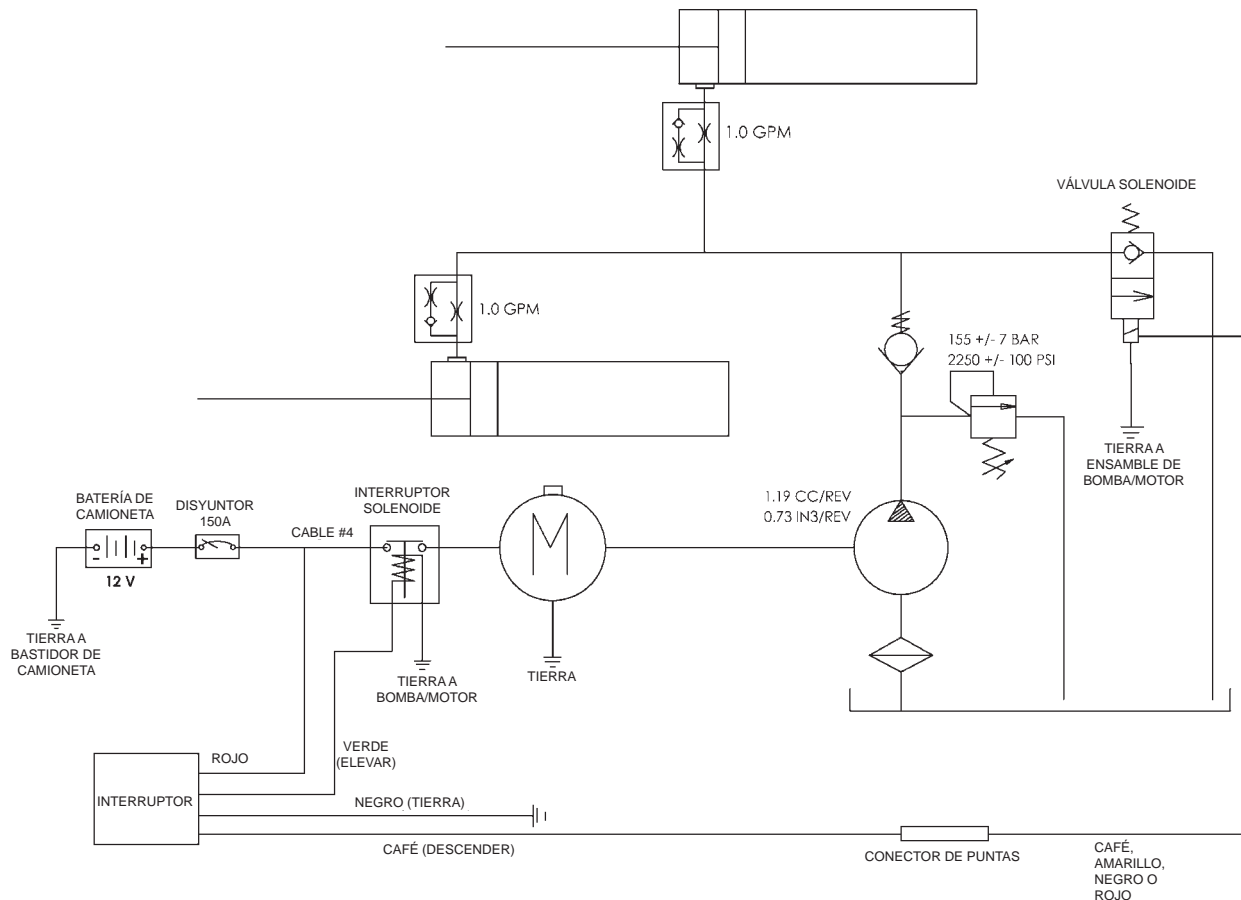 1.0 GPM
VÁLVULA SOLENOIDE
1.0 GPM
155 +/- 7 BAR
2250 +/- 100 PSI
TIERRA A
ENSAMBLE DE
BOMBA/MOTOR
BATERÍA DE
CAMIONETA
DISYUNTOR
150A
INTERRUPTOR
SOLENOIDE
1.19 CC/REV
0.73 IN3/REV
CABLE #4
M
- +
12 V
TIERRA A
BASTIDOR DE
CAMIONETA
TIERRA A
BOMBA/MOTOR
TIERRA
ROJO
VERDE
(ELEVAR)
INTERRUPTOR
NEGRO (TIERRA)
CAFÉ (DESCENDER)
CONECTOR DE PUNTAS
CAFÉ,
AMARILLO,
NEGRO O
ROJO